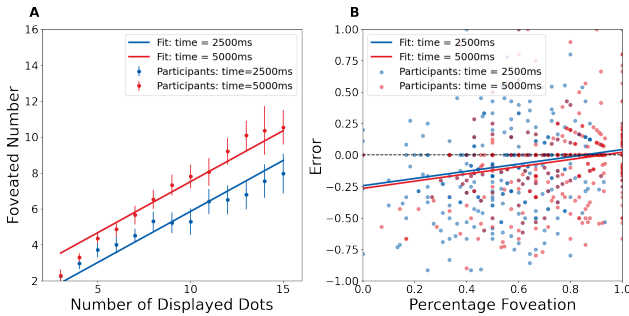 A
Fit: time = 2500ms
Fit: time = 5000ms
Participants: time=2500ms
Participants: time=5000ms
16
14
12
10
8
6
4
2
5
10
15
Foveated Number
Number of Displayed Dots
B
Fit: time = 2500ms
Fit: time = 5000ms
Participants: time = 2500ms
Participants: time = 5000ms
1.00
0.75
0.50
0.25
0.00
−0.25
−0.50
−0.75
−1.00
0.0
0.2
0.4
0.6
0.8
1.0
Error
Percentage Foveation